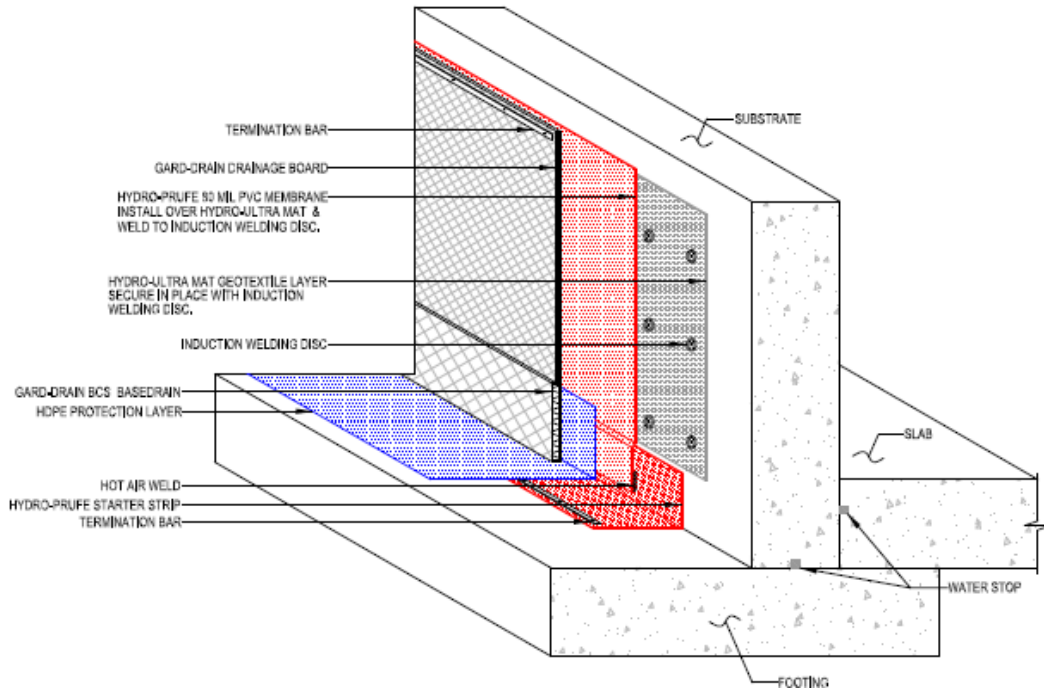 SUBSTRATE
TERMINATION BAR
GARD-DRAIN DRAINAGE BOARD
HYDRO-PRUFE 90 MIL PVC MEMBRANE
INSTALL OVER HYDRO-ULTRA MAT &
WELD TO INDUCTION WELDING DISC.
HYDRO-ULTRA MAT GEOTEXTILE LAYER
SECURE IN PLACE WITH INDUCTION
WELDING DISC.
INDUCTION WELDING DISC
GARD-DRAIN BCS BASEDRAIN
HDPE PROTECTION LAYER
SLAB
HOT AIR WELD
HYDRO-PRUFE STARTER STRIP
TERMINATION BAR
WATER STOP
FOOTING